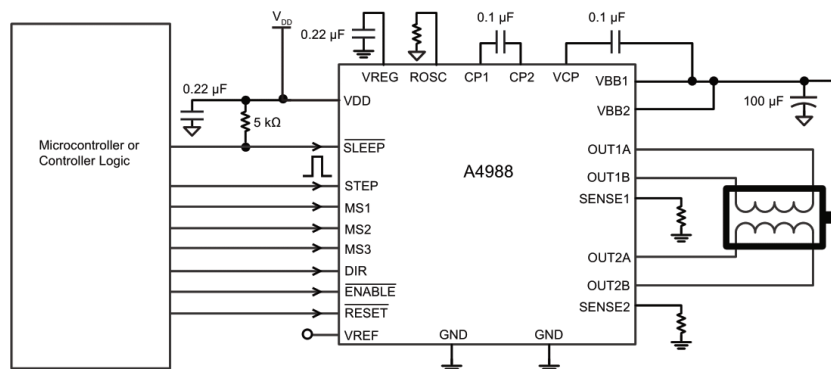 V_DD
0.22 µF
0.1 µF
0.1 µF
0.22 µF
5 kΩ
VREG
ROSC
CP1
CP2
VCP
VDD
VBB1
VBB2
100 µF
Microcontroller or
Controller Logic
SLEEP
STEP
MS1
MS2
MS3
DIR
ENABLE
RESET
VREF
A4988
OUT1A
OUT1B
SENSE1
OUT2A
OUT2B
SENSE2
GND
GND